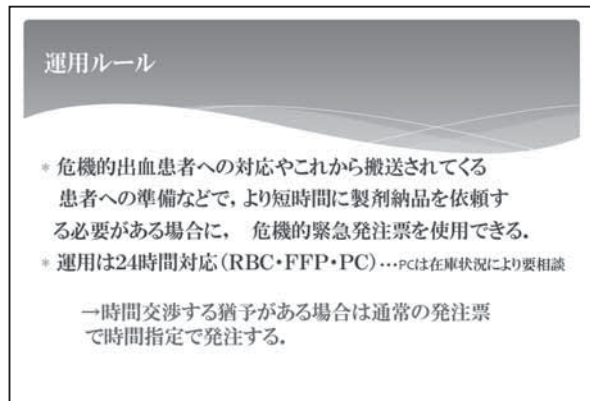 運用ルール
* 危機的出血患者への対応やこれから搬送されてくる
患者への準備などで，より短時間に製剤納品を依頼す
る必要がある場合に， 危機的緊急発注票を使用できる．
* 運用は24時間対応（RBC・FFP・PC）…PCは在庫状況により要相談
→時間交渉する猶予がある場合は通常の発注票
で時間指定で発注する．